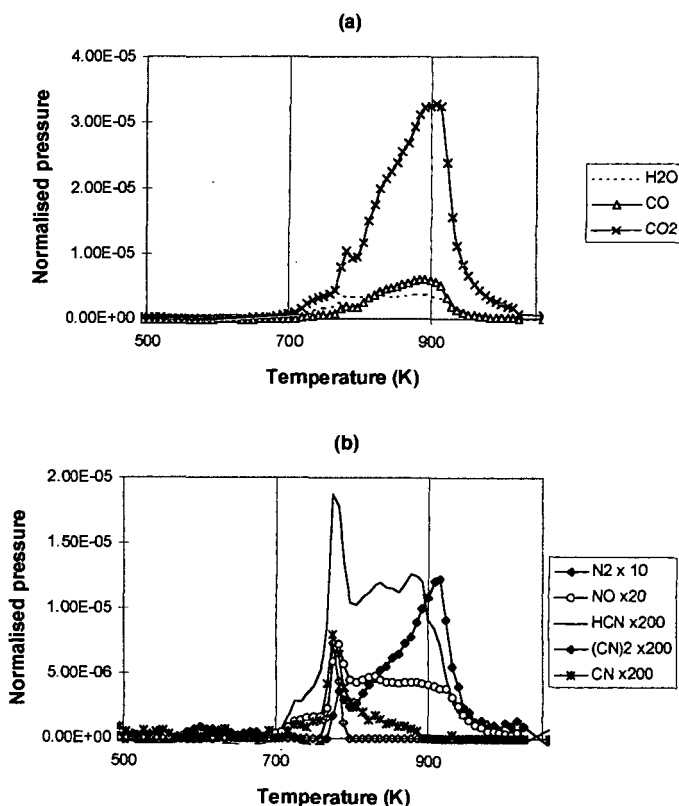 (a)
Normalised pressure
4.00E-05
3.00E-05
2.00E-05
1.00E-05
0.00E+00
500
700
900
Temperature (K)
H2O
CO
CO2
(b)
Normalised pressure
2.00E-05
1.50E-05
1.00E-05
5.00E-06
0.00E+00
500
700
900
Temperature (K)
N2 x 10
NO x20
HCN x200
(CN)2 x200
CN x200